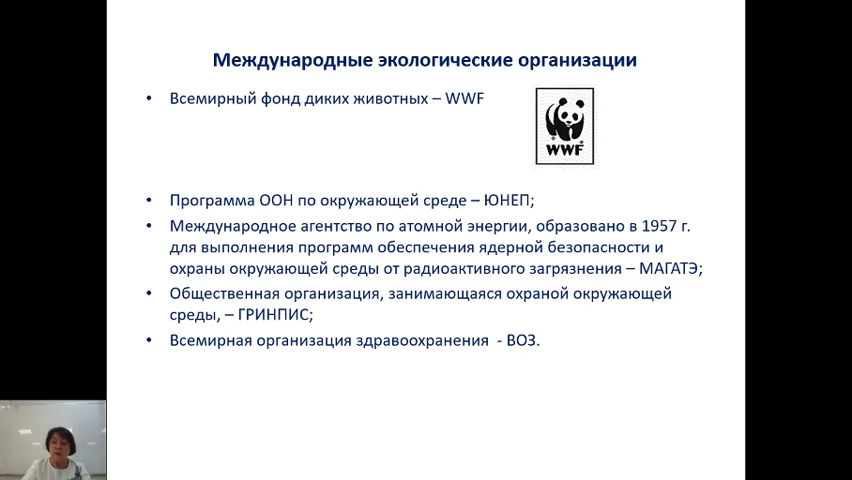 Международные экологические организации
• Всемирный фонд диких животных – WWF
WWF
• Программа ООН по окружающей среде – ЮНЕП;
• Международное агентство по атомной энергии, образовано в 1957 г.
для выполнения программ обеспечения ядерной безопасности и
охраны окружающей среды от радиоактивного загрязнения – МАГАТЭ;
• Общественная организация, занимающаяся охраной окружающей
среды, – ГРИНПИС;
• Всемирная организация здравоохранения - ВОЗ.